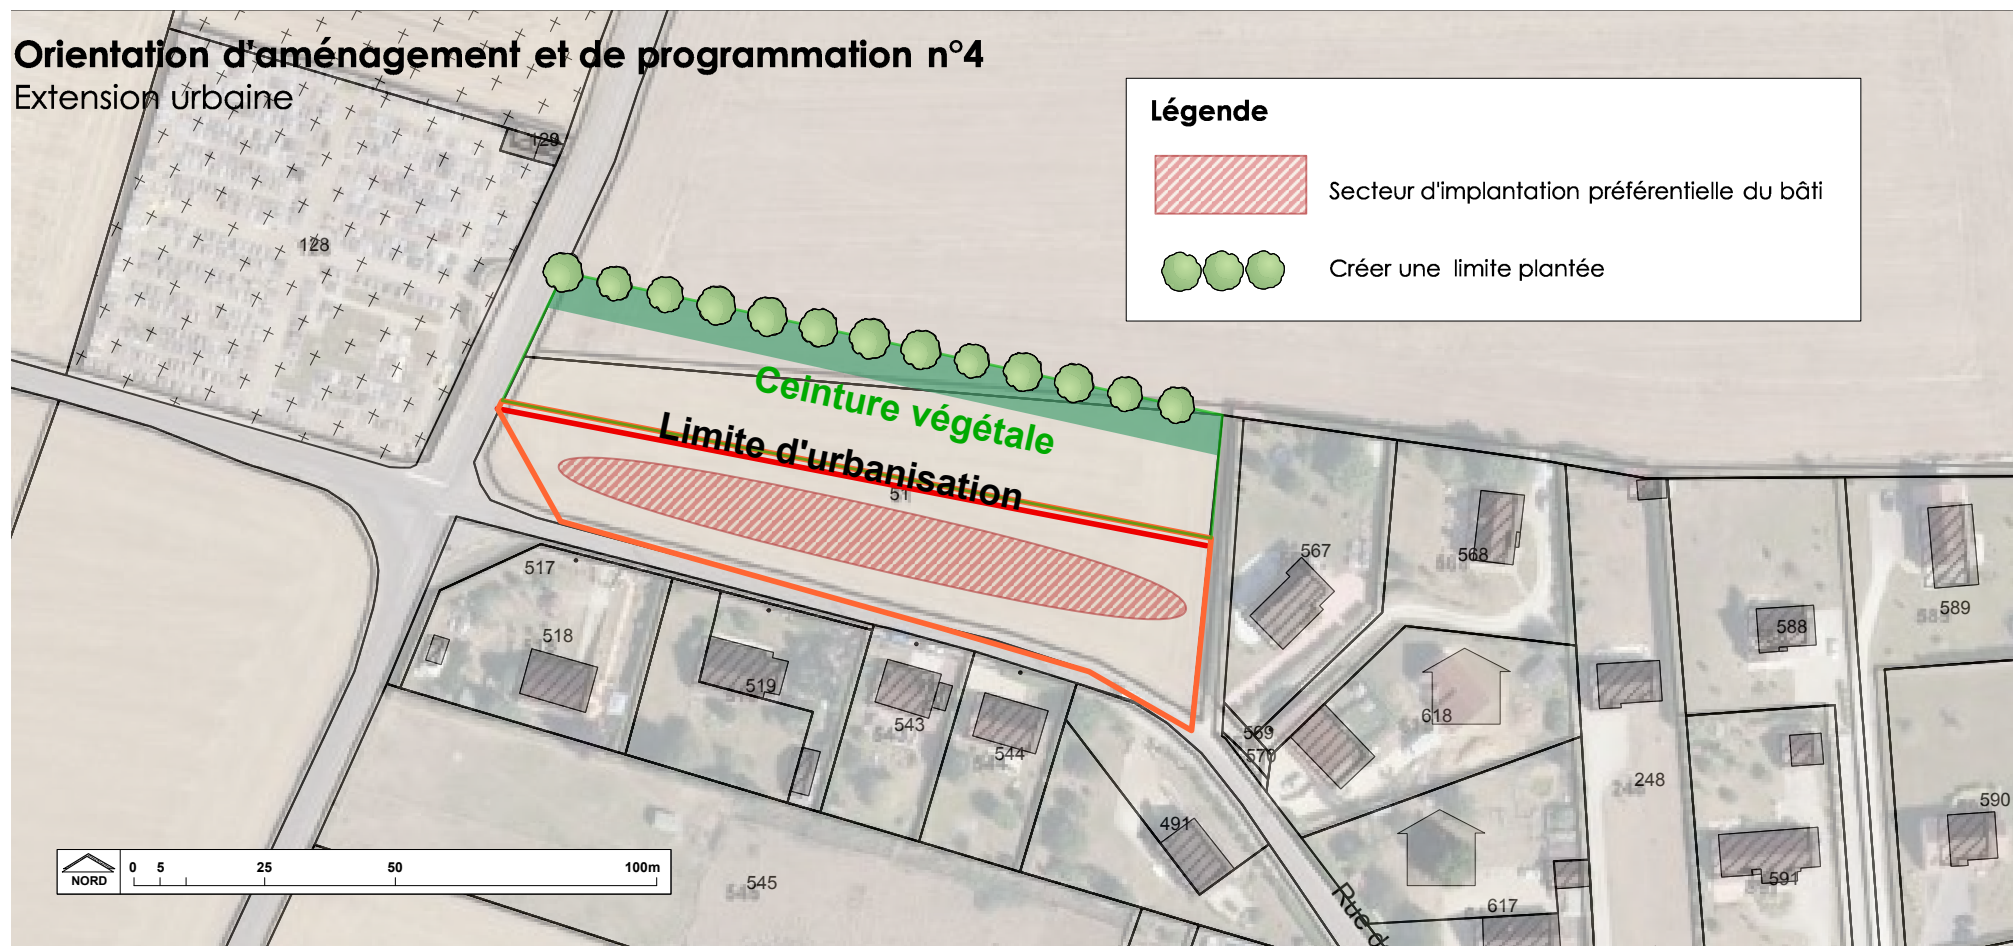 Orientation d'aménagement et de programmation n°4
Extension urbaine
Légende
Secteur d'implantation préférentielle du bâti
Créer une limite plantée
129
128
Ceinture végétale
Limite d'urbanisation
51
517
518
519
543
544
491
545
567
568
569
570
618
248
588
589
590
591
617
Rue d
NORD
0 5 25 50 100m